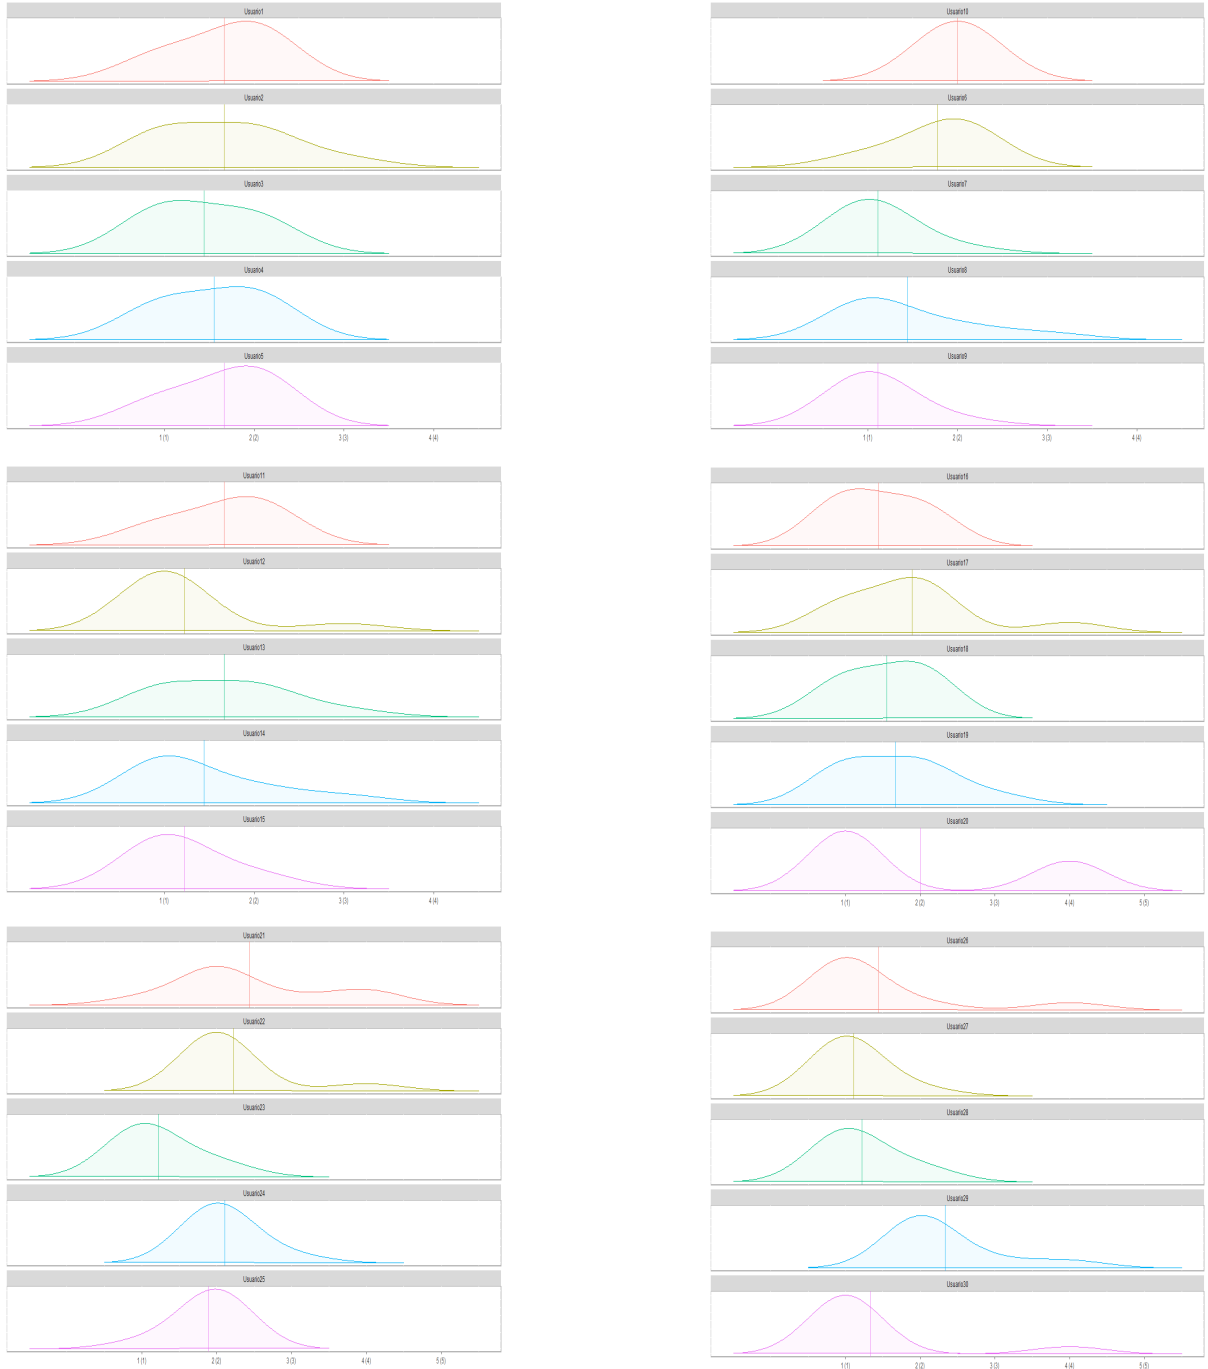 Usuario1
Usuario2
Usuario3
Usuario4
Usuario5
1 (1) 2 (2) 3 (3) 4 (4)
Usuario10
Usuario6
Usuario7
Usuario8
Usuario9
1 (1) 2 (2) 3 (3) 4 (4)
Usuario11
Usuario12
Usuario13
Usuario14
Usuario15
1 (1) 2 (2) 3 (3) 4 (4)
Usuario16
Usuario17
Usuario18
Usuario19
Usuario20
1 (1) 2 (2) 3 (3) 4 (4) 5 (5)
Usuario21
Usuario22
Usuario23
Usuario24
Usuario25
1 (1) 2 (2) 3 (3) 4 (4) 5 (5)
Usuario26
Usuario27
Usuario28
Usuario29
Usuario30
1 (1) 2 (2) 3 (3) 4 (4) 5 (5)